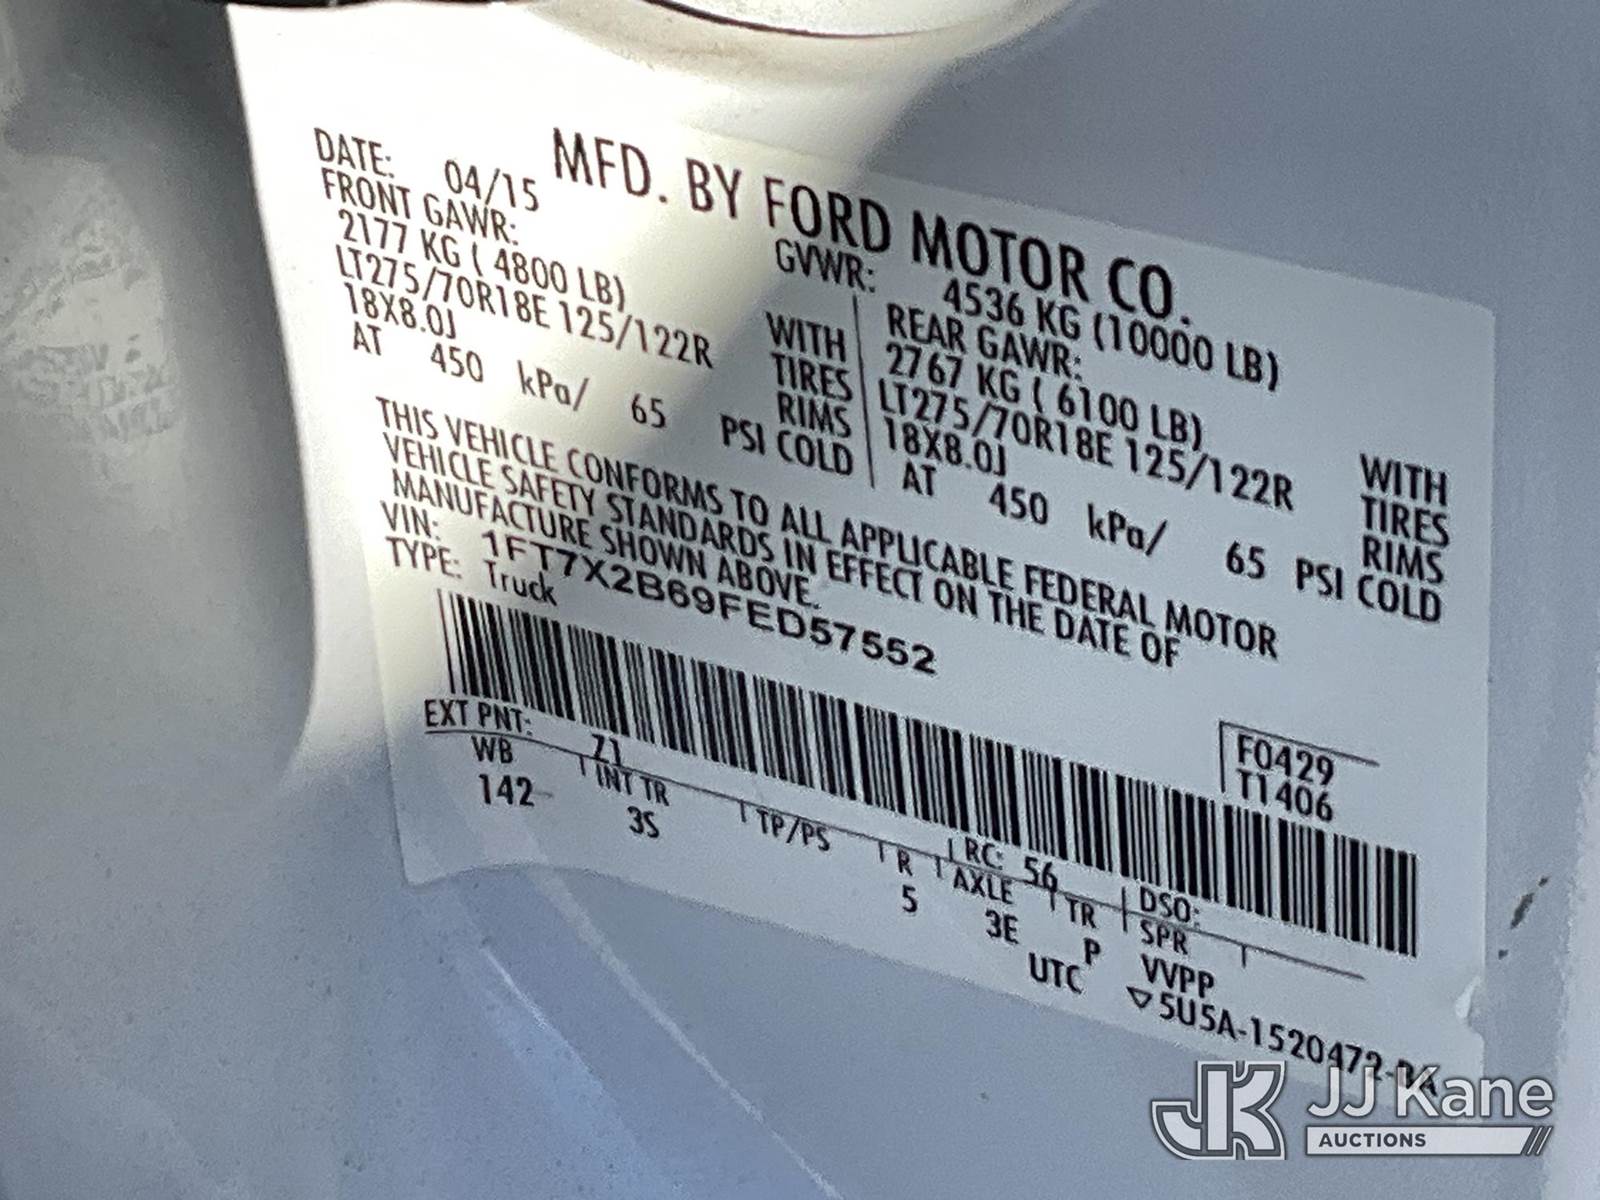 MFD. BY FORD MOTOR CO.
DATE: 04/15 GVWR: 4536 KG (10000 LB)
FRONT GAWR: REAR GAWR:
2177 KG ( 4800 LB) WITH 2767 KG ( 6100 LB) WITH
LT275/70R18E 125/122R TIRES LT275/70R18E 125/122R TIRES
18X8.0J RIMS 18X8.0J RIMS
AT 450 kPa/ 65 PSI COLD AT 450 kPa/ 65 PSI COLD
THIS VEHICLE CONFORMS TO ALL APPLICABLE FEDERAL MOTOR
VEHICLE SAFETY STANDARDS IN EFFECT ON THE DATE OF
MANUFACTURE SHOWN ABOVE.
VIN: 1FT7X2B69FED57552
TYPE: Truck
F0429
T1406
EXT PNT: Z1 RC: 56 DSO:
WB INT TR TP/PS R AXLE TR SPR
142 3S 5 3E P VVPP
UTC ▽5U5A-1520472-
JK JJ Kane
AUCTIONS